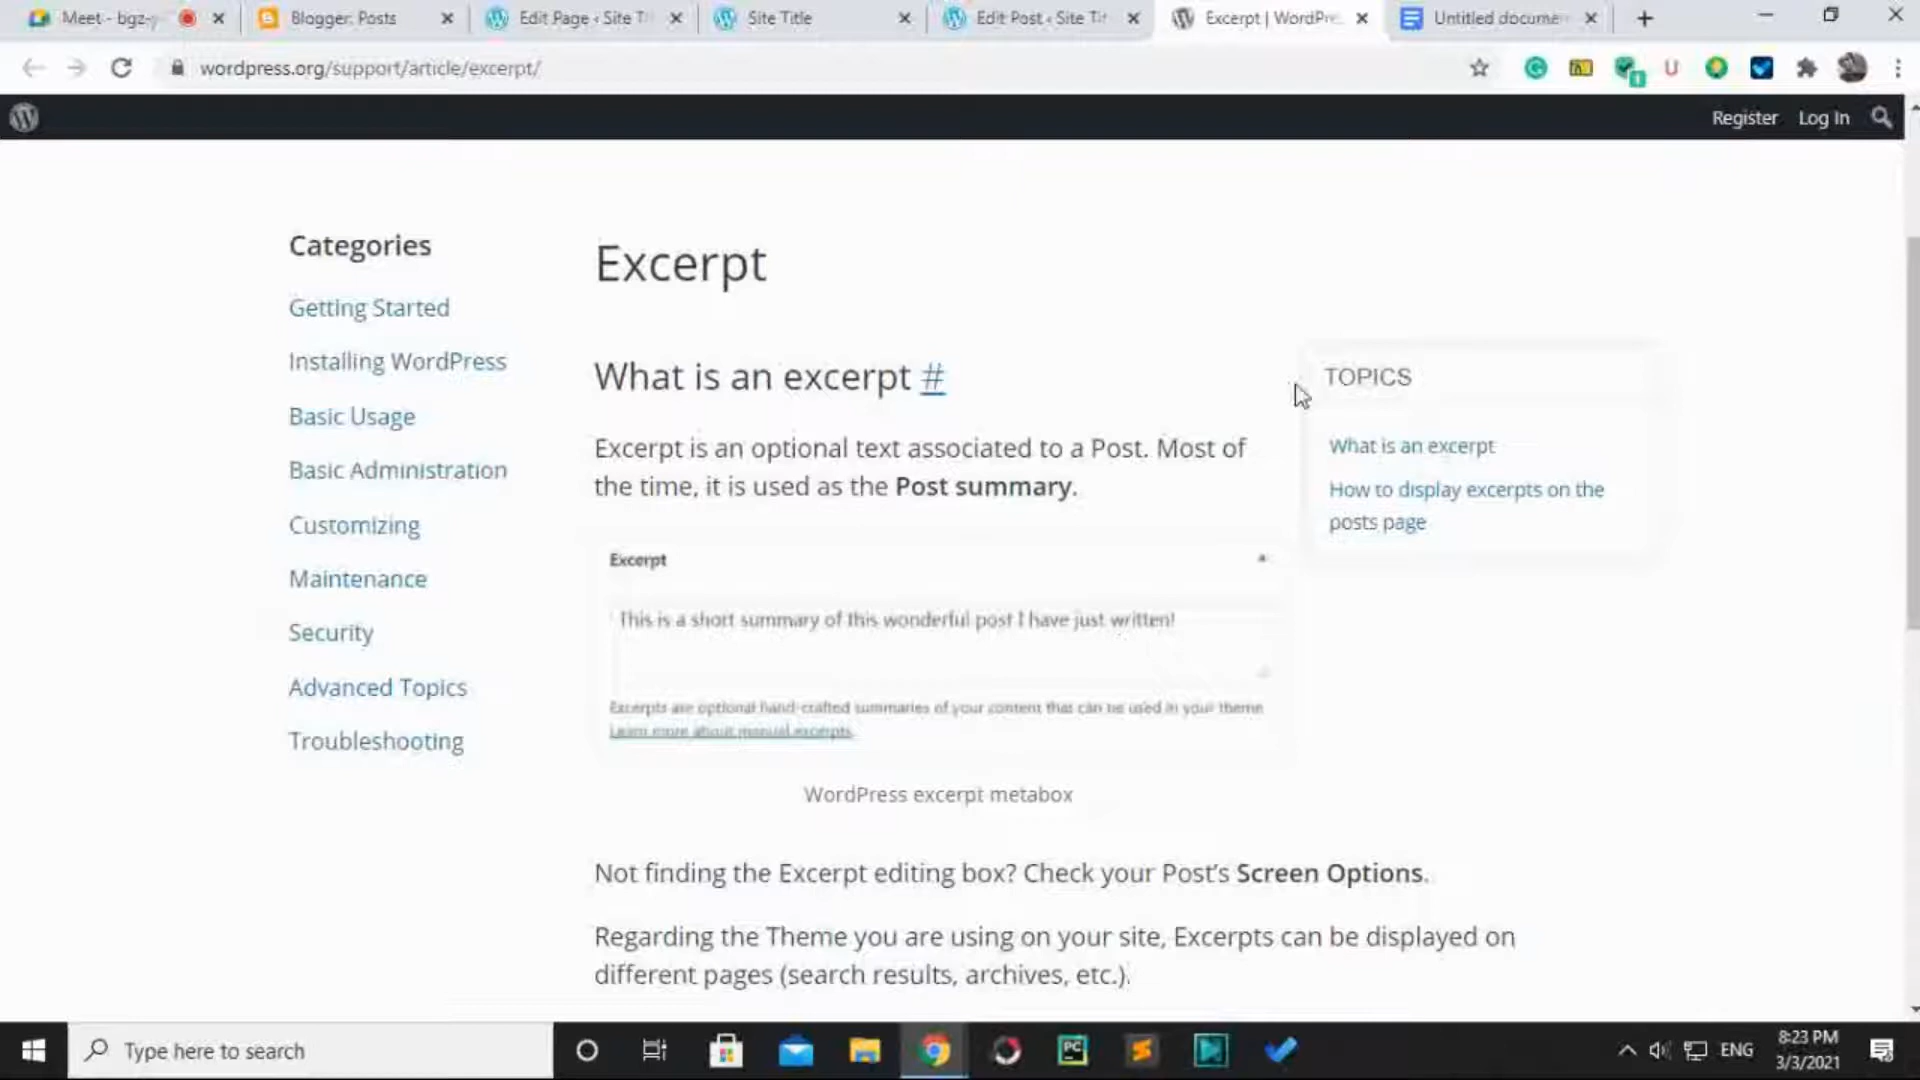 Meet - bgz-y
Blogger: Posts
Edit Page ‹ Site T
Site Title
Edit Post ‹ Site Tit
Excerpt | WordPre
Untitled docume
wordpress.org/support/article/excerpt/
Register Log In
Categories
Getting Started
Installing WordPress
Basic Usage
Basic Administration
Customizing
Maintenance
Security
Advanced Topics
Troubleshooting
Excerpt
What is an excerpt #
Excerpt is an optional text associated to a Post. Most of
the time, it is used as the Post summary.
Excerpt
This is a short summary of this wonderful post I have just written!
Excerpts are optional hand-crafted summaries of your content that can be used in your theme
Learn more about manual excerpts.
WordPress excerpt metabox
Not finding the Excerpt editing box? Check your Post's Screen Options.
Regarding the Theme you are using on your site, Excerpts can be displayed on
different pages (search results, archives, etc.).
TOPICS
What is an excerpt
How to display excerpts on the
posts page
Type here to search
PC
ENG
8:23 PM
3/3/2021